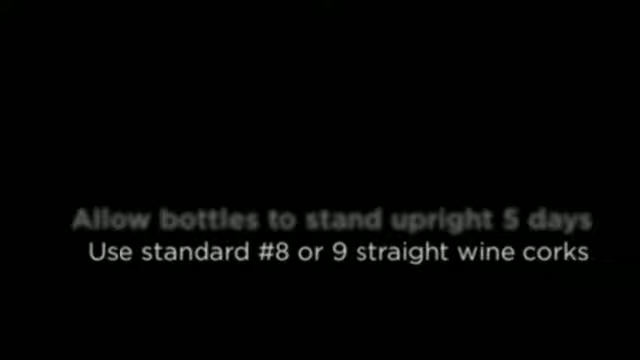 Allow bottles to stand upright 5 days
Use standard #8 or 9 straight wine corks